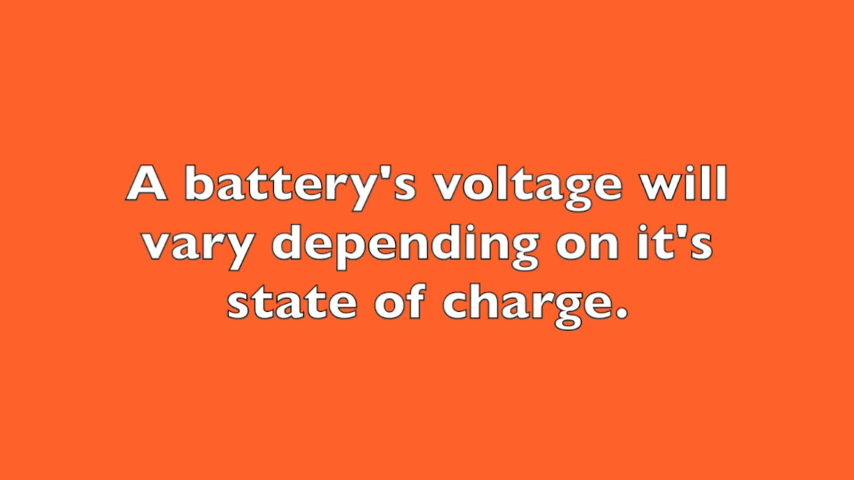 A battery's voltage will
vary depending on it's
state of charge.